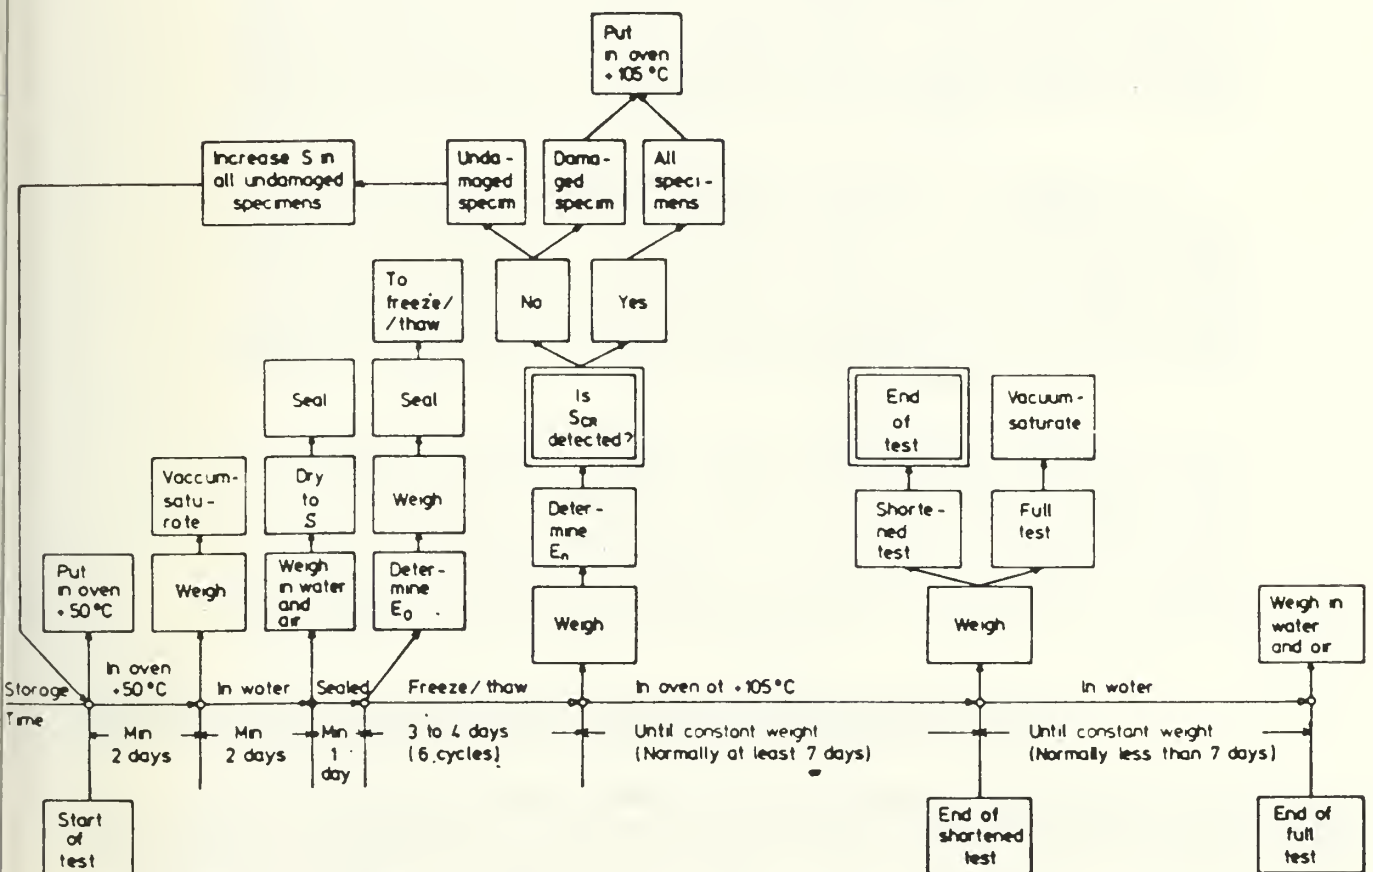 Put
in oven
+ 105 °C
Increase S in
all undamaged
specimens
Unda -
maged
specim
Dama-
ged
specim
All
speci-
mens
To
freeze/
/thaw
No
Yes
Seal
Seal
Is
SCR
detected?
End
of
test
Vacuum-
saturate
Vaccum-
satu-
rate
Dry
to
S
Weigh
Deter-
mine
En
Shorte-
ned
test
Full
test
Put
in oven
+ 50 °C
Weigh
Weigh
in water
and
air
Deter-
mine
E0
Weigh
Weigh
Weigh in
water
and air
Storage
In oven
+50 °C
In water
Sealed
Freeze / thaw
In oven at +105°C
In water
Time
Min
2 days
Min
2 days
Min
1
day
3 to 4 days
(6 cycles)
Until constant weight
(Normally at least 7 days)
Until constant weight
(Normally less than 7 days)
Start
of
test
End of
shortened
test
End of
full
test